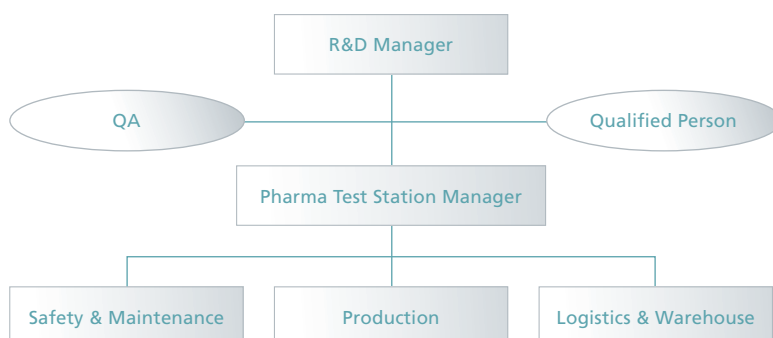 R&D Manager
QA
Qualified Person
Pharma Test Station Manager
Safety & Maintenance
Production
Logistics & Warehouse